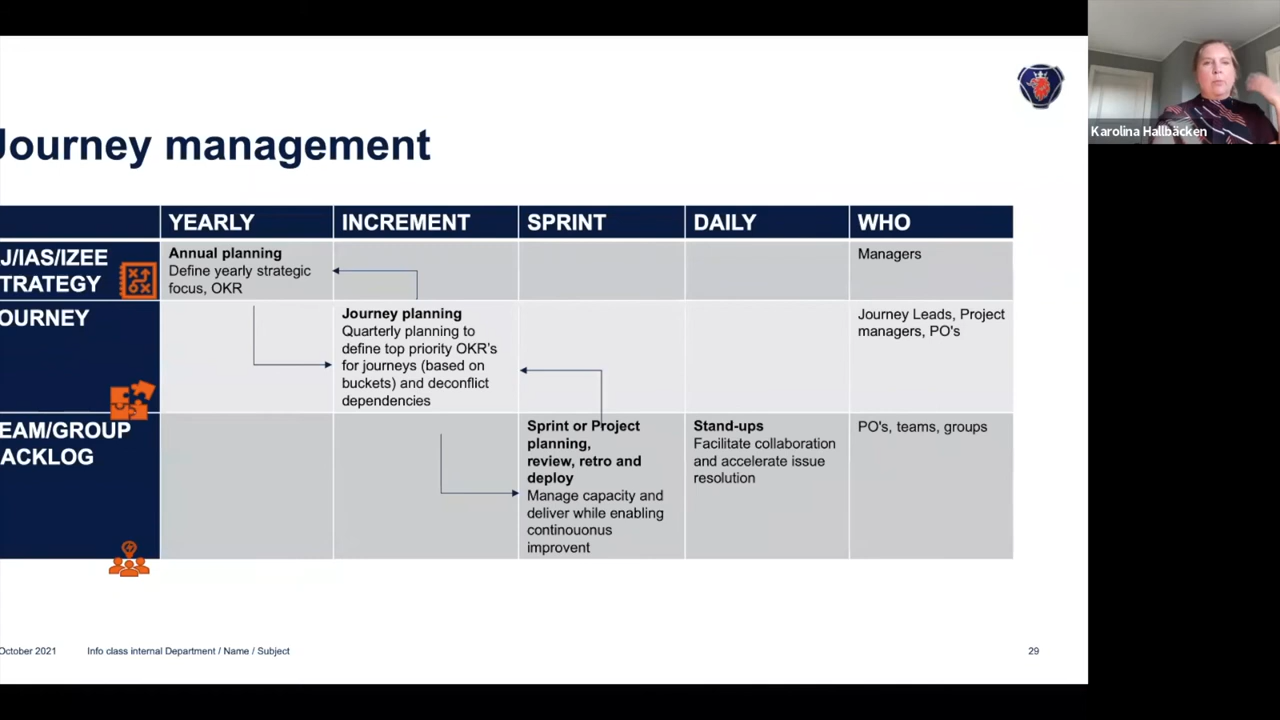 Journey management
YEARLY
INCREMENT
SPRINT
DAILY
WHO
J/IAS/IZEE
TRATEGY
Annual planning
Define yearly strategic
focus, OKR
Managers
OURNEY
Journey planning
Quarterly planning to
define top priority OKR's
for journeys (based on
buckets) and deconflict
dependencies
Journey Leads, Project
managers, PO's
EAM/GROUP
ACKLOG
Sprint or Project
planning,
review, retro and
deploy
Manage capacity and
deliver while enabling
continouonus
improvent
Stand-ups
Facilitate collaboration
and accelerate issue
resolution
PO's, teams, groups
October 2021
Info class internal Department / Name / Subject
29
Karolina Hallbäcken